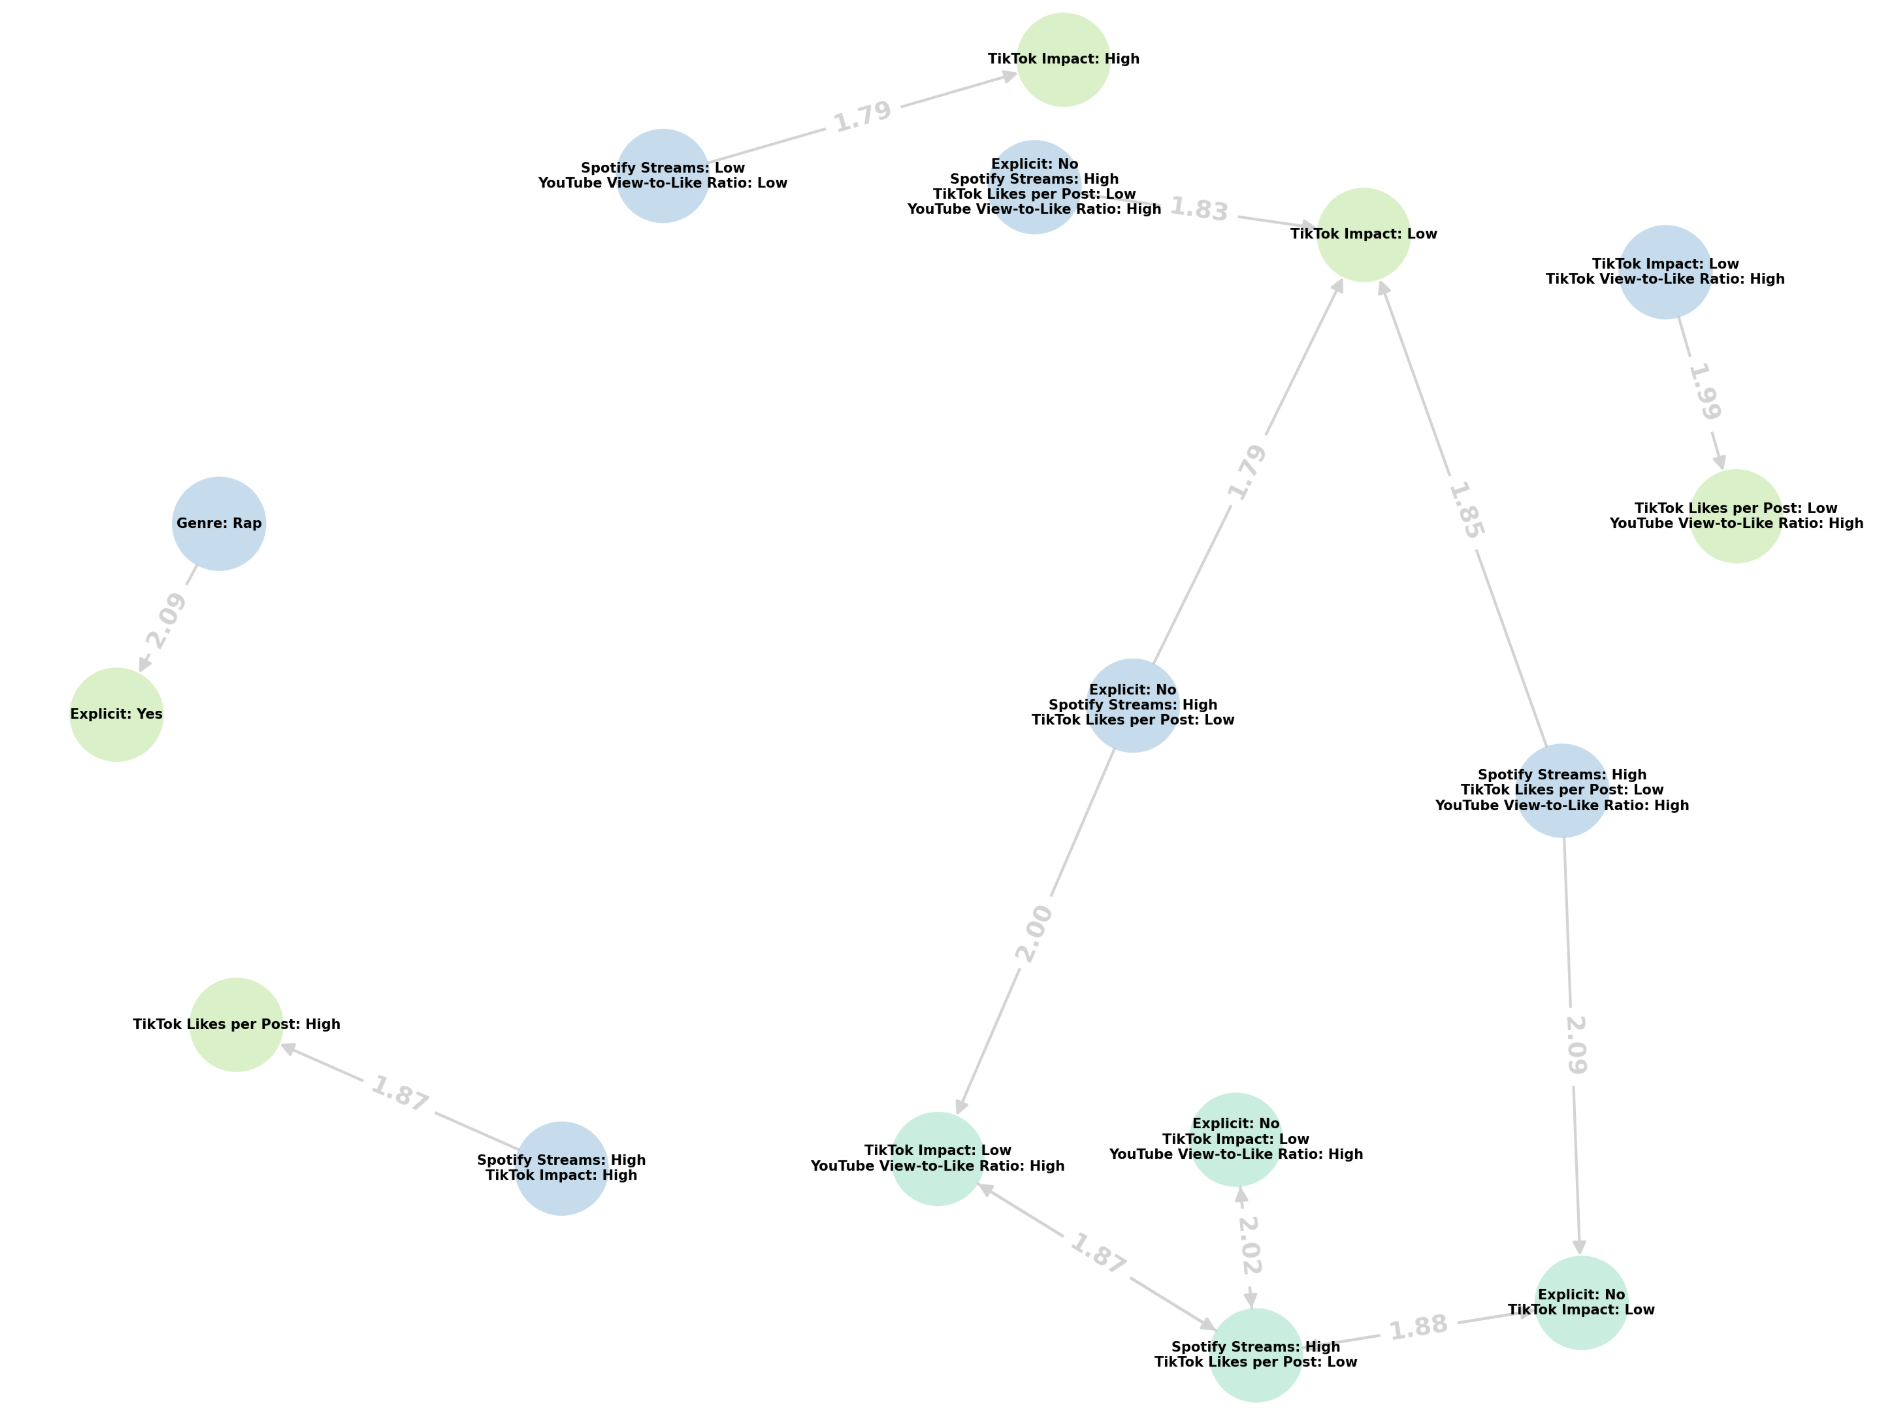 TikTok Impact: High
1.79
Spotify Streams: Low
YouTube View-to-Like Ratio: Low
Explicit: No
Spotify Streams: High
TikTok Likes per Post: Low
YouTube View-to-Like Ratio: High
1.83
TikTok Impact: Low
TikTok Impact: Low
TikTok View-to-Like Ratio: High
1.99
TikTok Likes per Post: Low
YouTube View-to-Like Ratio: High
1.79
1.85
Genre: Rap
2.09
Explicit: Yes
Explicit: No
Spotify Streams: High
TikTok Likes per Post: Low
Spotify Streams: High
TikTok Likes per Post: Low
YouTube View-to-Like Ratio: High
2.00
2.09
TikTok Likes per Post: High
1.87
Spotify Streams: High
TikTok Impact: High
TikTok Impact: Low
YouTube View-to-Like Ratio: High
Explicit: No
TikTok Impact: Low
YouTube View-to-Like Ratio: High
1.87
2.02
Spotify Streams: High
TikTok Likes per Post: Low
1.88
Explicit: No
TikTok Impact: Low